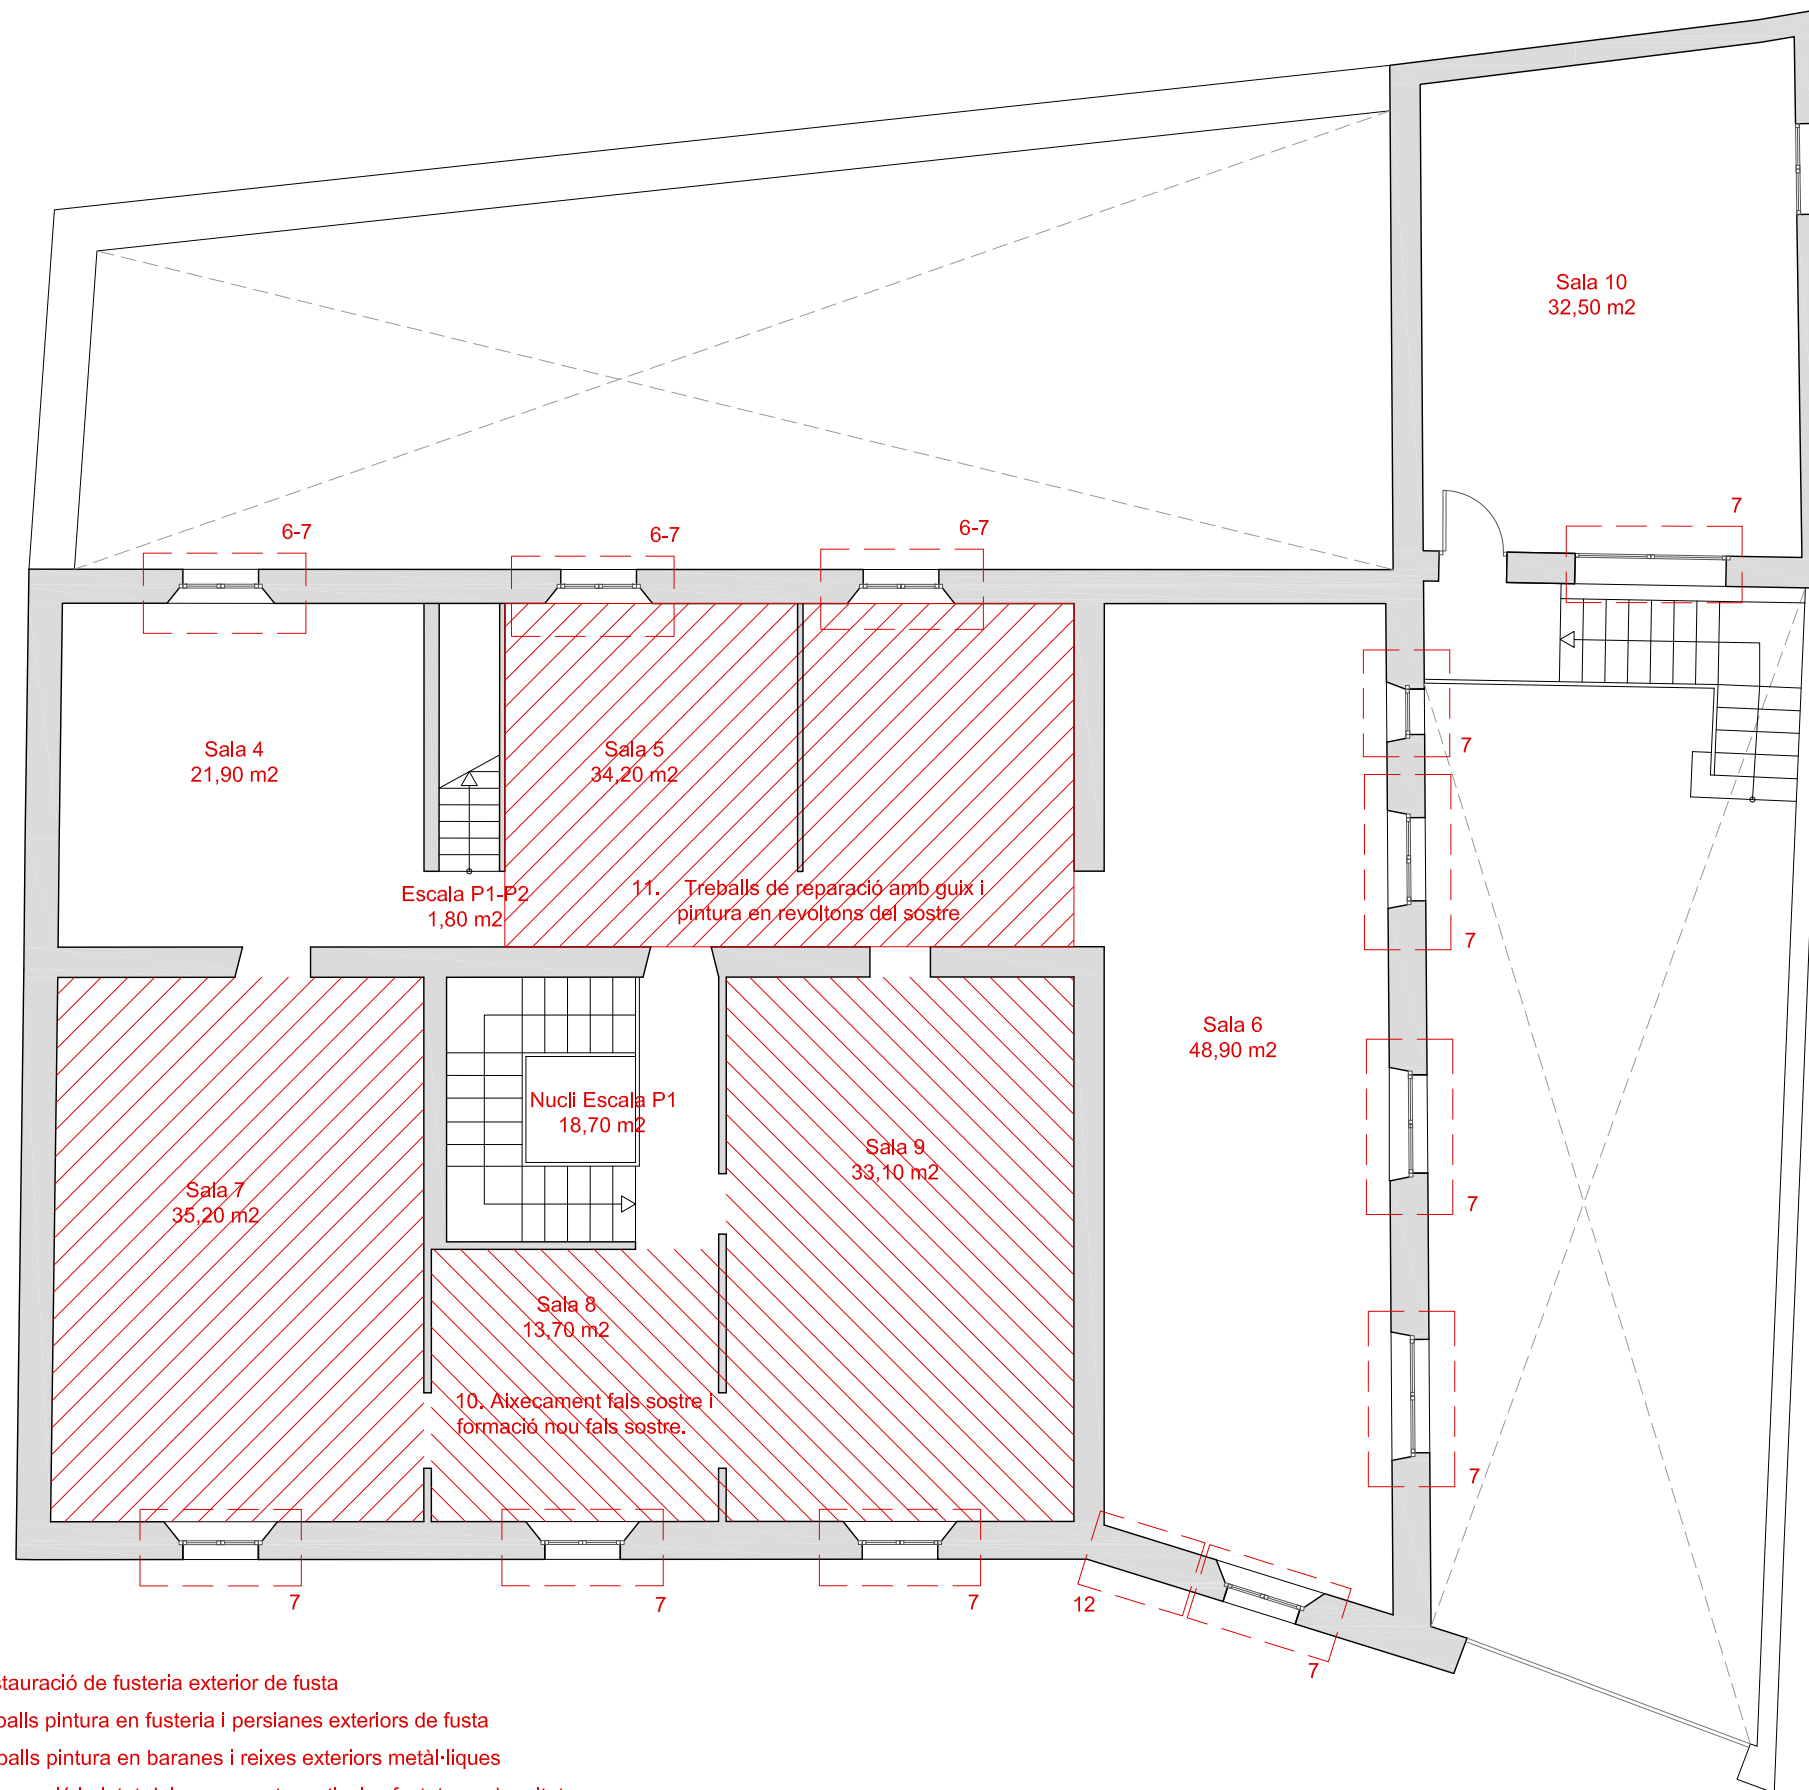 Sala 10
32,50 m2
7
6-7
6-7
6-7
Sala 4
21,90 m2
Sala 5
34,20 m2
7
Escala P1-P2
1,80 m2
11. Treballs de reparació amb guix i
pintura en revoltons del sostre
7
Sala 6
48,90 m2
Nucli Escala P1
18,70 m2
Sala 9
33,10 m2
Sala 7
35,20 m2
7
Sala 8
13,70 m2
10. Aixecament fals sostre i
formació nou fals sostre.
7
7
7
7
12
7
de fusteria exterior de fusta
pintura en fusteria i persianes exteriors de fusta
pintura en baranes i reixes exteriors metàl·liques